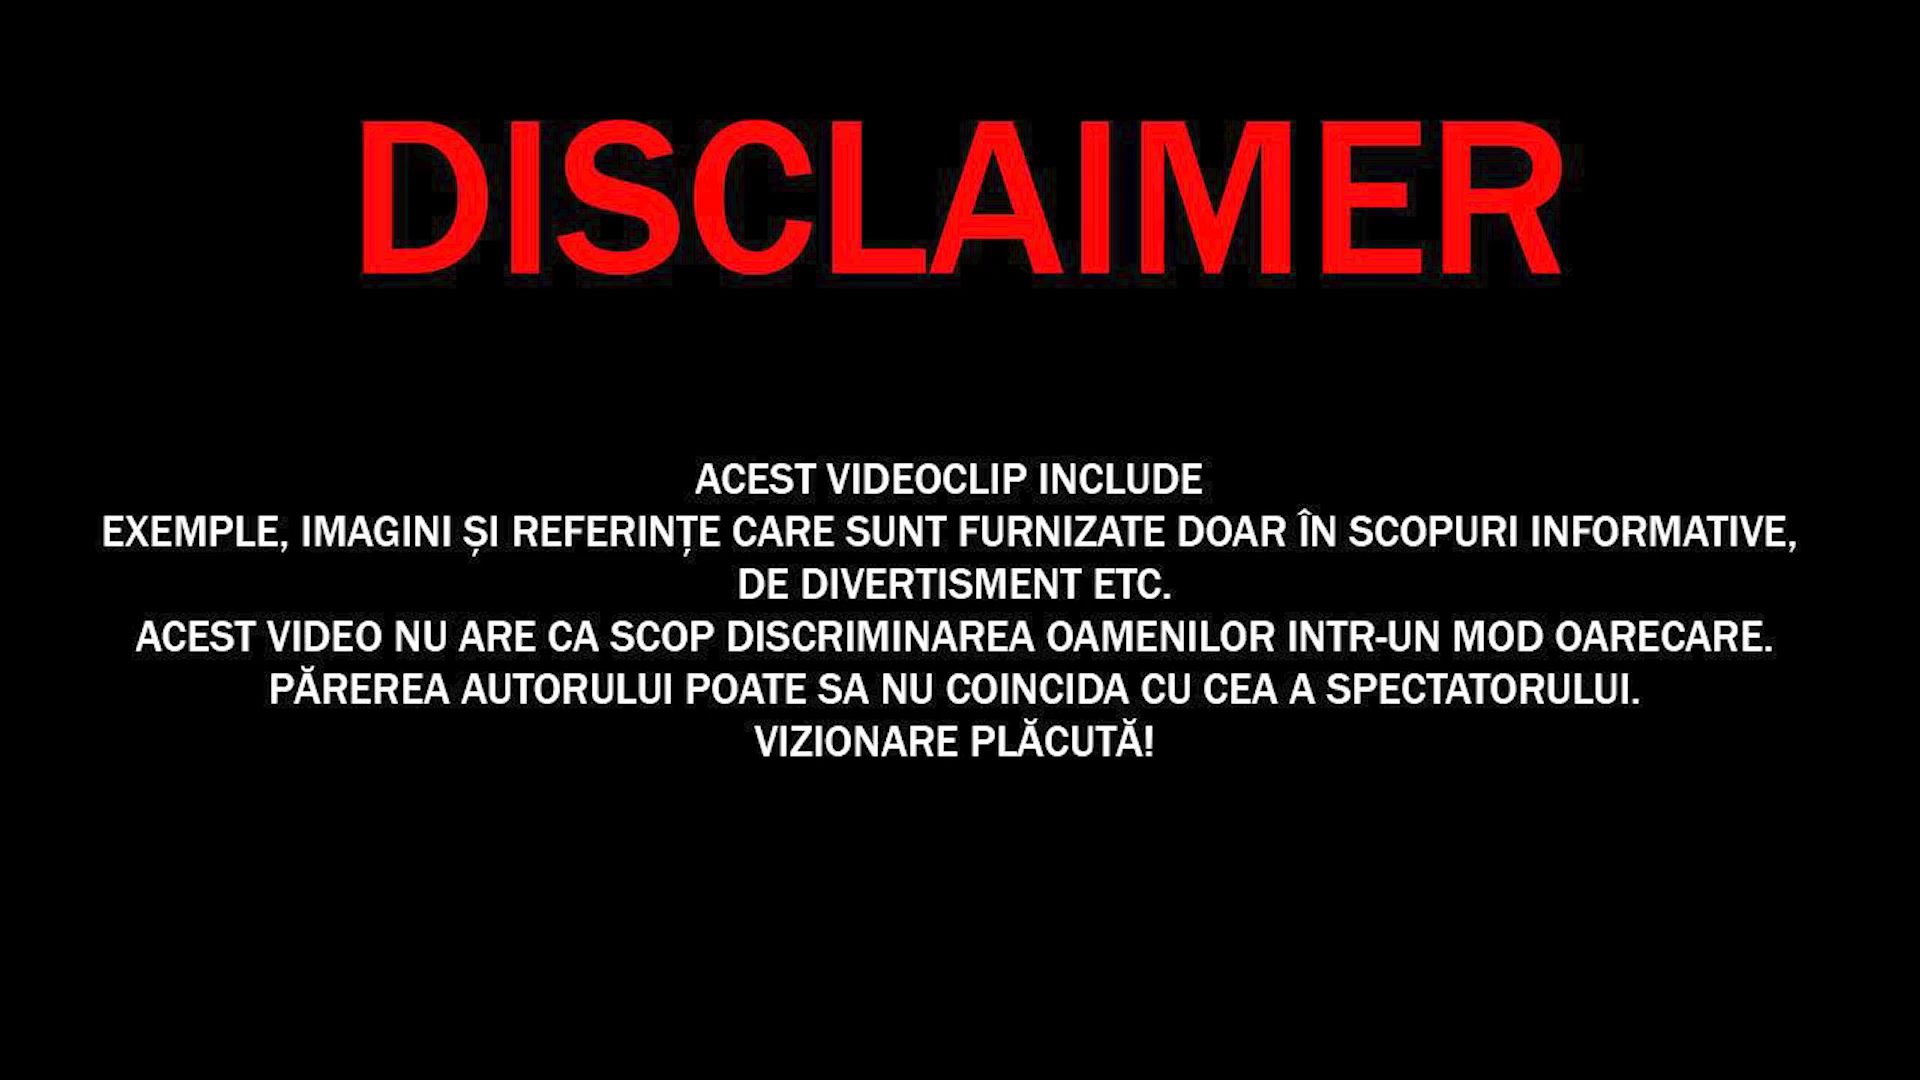 DISCLAIMER
ACEST VIDEOCLIP INCLUDE
EXEMPLE, IMAGINI ȘI REFERINȚE CARE SUNT FURNIZATE DOAR ÎN SCOPURI INFORMATIVE,
DE DIVERTISMENT ETC.
ACEST VIDEO NU ARE CA SCOP DISCRIMINAREA OAMENILOR INTR-UN MOD OARECARE.
PĂREREA AUTORULUI POATE SA NU COINCIDA CU CEA A SPECTATORULUI.
VIZIONARE PLĂCUTĂ!